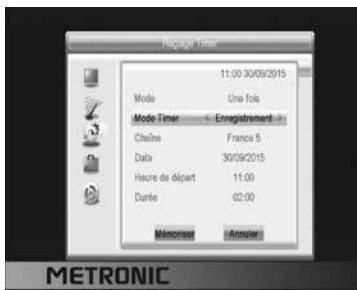 Réglage Timer
11:00 30/09/2015
Mode Une fois
Mode Timer < Enregistrement >
Chaîne France 5
Date 30/09/2015
Heure de départ 11:00
Durée 02:00
Mémoriser Annuler
METRONIC